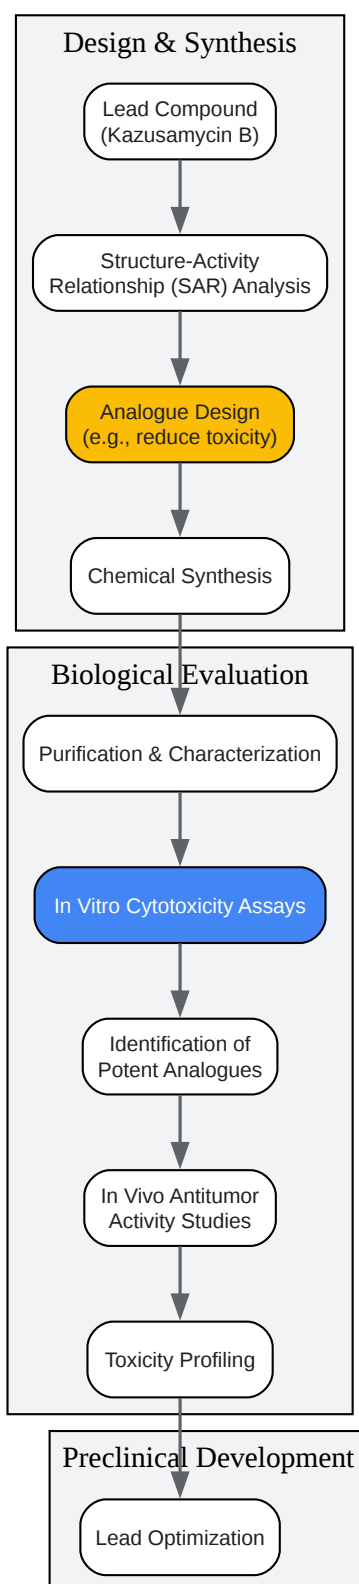 Design & Synthesis
Lead Compound
(Kazusamycin B)
Structure-Activity
Relationship (SAR) Analysis
Analogue Design
(e.g., reduce toxicity)
Chemical Synthesis
Biological Evaluation
Purification & Characterization
In Vitro Cytotoxicity Assays
Identification of
Potent Analogues
In Vivo Antitumor
Activity Studies
Toxicity Profiling
Preclinical Development
Lead Optimization